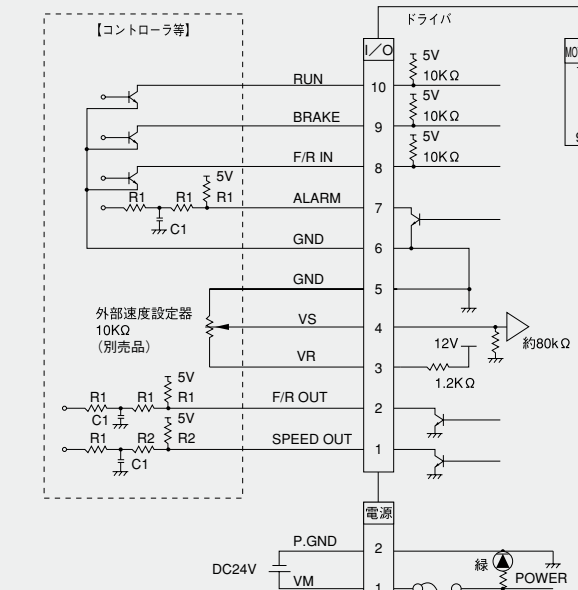 ドライバ
【コントローラ等】
I/O
MO
5V
RUN
10KΩ
10
5V
BRAKE
10KΩ
9
5V
F/R IN
10KΩ
8
5V
R1 R1 R1
ALARM
7
C1
GND
6
GND
5
外部速度設定器
10KΩ
(別売品)
VS
4
約80kΩ
12V
VR
3
1.2KΩ
5V
R1 R1 R1
F/R OUT
2
C1
5V
R1 R2 R2
SPEED OUT
1
C1
電源
P.GND
2
緑
DC24V
POWER
VM
1